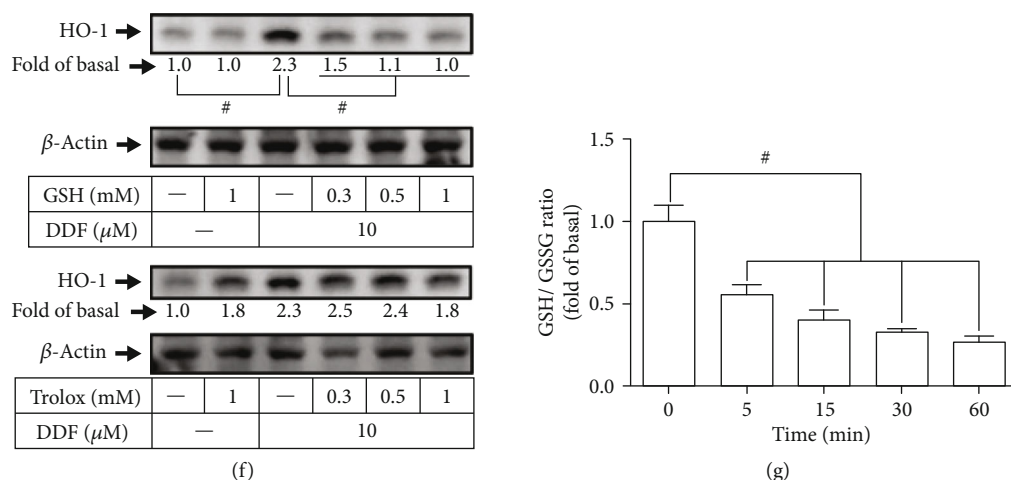 HO-1
Fold of basal 1.0 1.0 2.3 1.5 1.1 1.0
# #
β-Actin
GSH (mM) — 1 — 0.3 0.5 1
DDF (μM) — 10
HO-1
Fold of basal 1.0 1.8 2.3 2.5 2.4 1.8
β-Actin
Trolox (mM) — 1 — 0.3 0.5 1
DDF (μM) — 10
(f)
GSH/ GSSG ratio
(fold of basal)
1.5
1.0
0.5
0.0
#
0 5 15 30 60
Time (min)
(g)